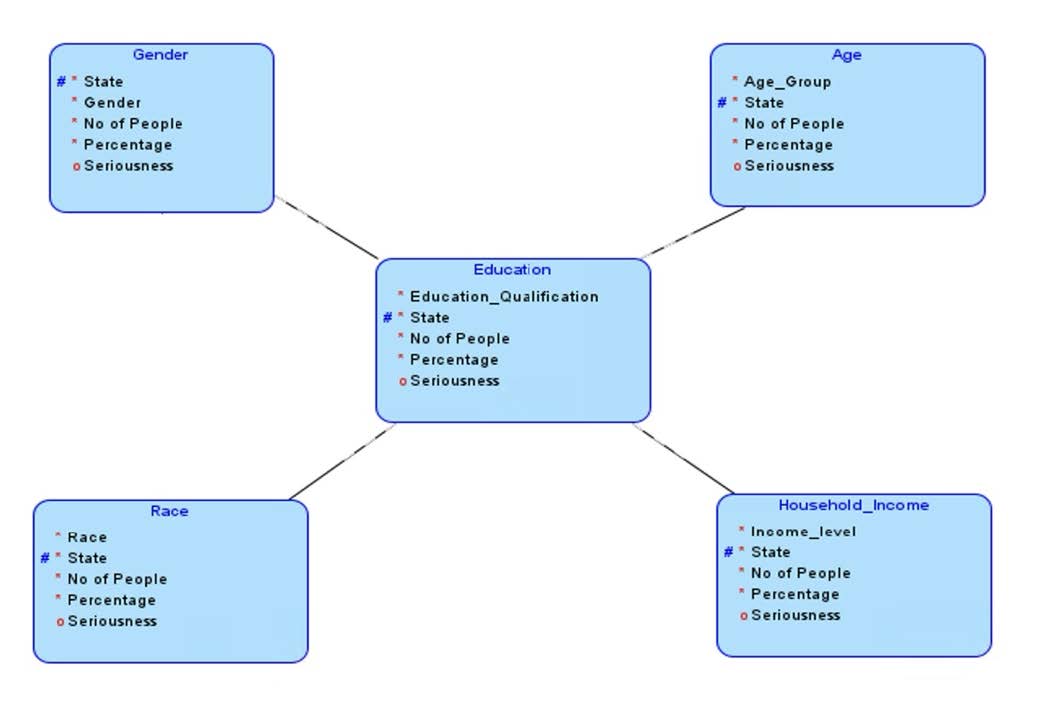 Gender
# * State
* Gender
* No of People
* Percentage
o Seriousness
Age
* Age_Group
# * State
* No of People
* Percentage
o Seriousness
Education
* Education_Qualification
# * State
* No of People
* Percentage
o Seriousness
Race
* Race
# * State
* No of People
* Percentage
o Seriousness
Household_Income
* Income_level
# * State
* No of People
* Percentage
o Seriousness